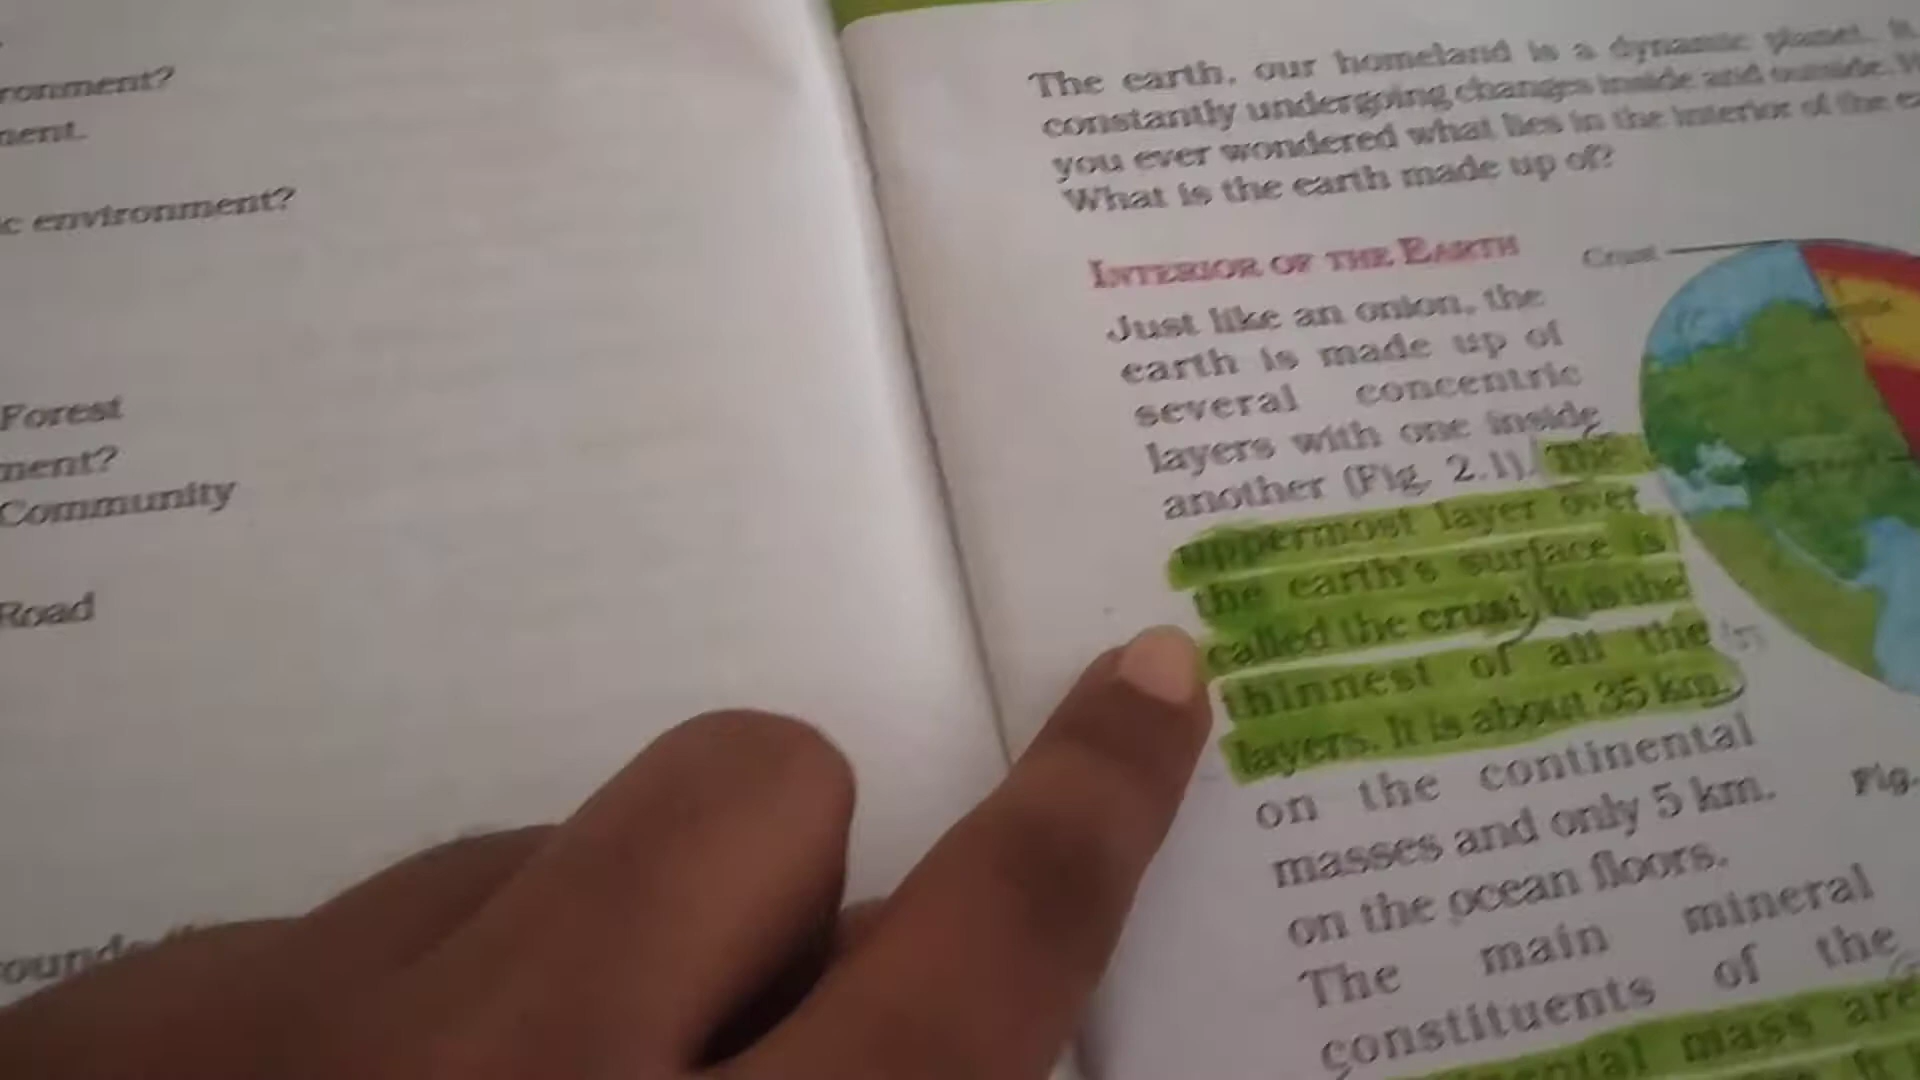 ronment?
nent.
c environment?
Forest
nent?
Community
Road
The earth, our homeland is a dynamic planet. It
constantly undergoing changes inside and outside.
you ever wondered what lies in the interior of the
What is the earth made up of?
INTERIOR OF THE EARTH
Crust
Just like an onion, the
earth is made up of
several concentric
layers with one inside
another (Fig. 2.1). The
uppermost layer over
the earth's surface is
called the crust. It is the
thinnest of all the
layers. It is about 35 km.
on the continental
masses and only 5 km.
on the ocean floors.
Fig.
The main mineral
constituents of the
mass are